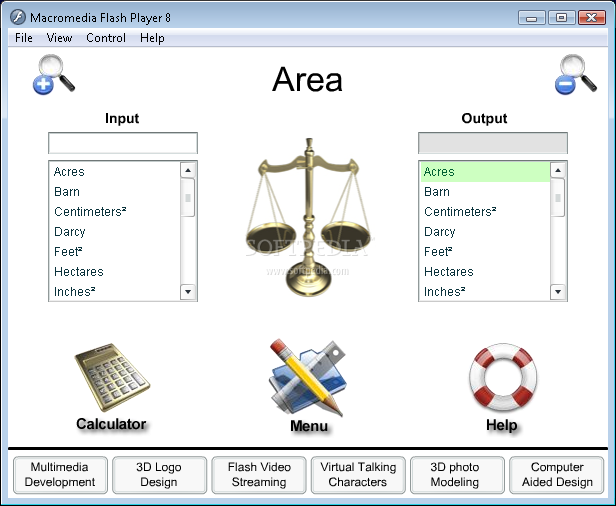 Macromedia Flash Player 8
File View Control Help
Area
Input
Output
Acres
Barn
Centimeters²
Darcy
Feet²
Hectares
Inches²
Acres
Barn
Centimeters²
Darcy
Feet²
Hectares
Inches²
SOFTPEDIA
www.softpedia.com
Calculator
Menu
Help
Multimedia
Development
3D Logo
Design
Flash Video
Streaming
Virtual Talking
Characters
3D photo
Modeling
Computer
Aided Design